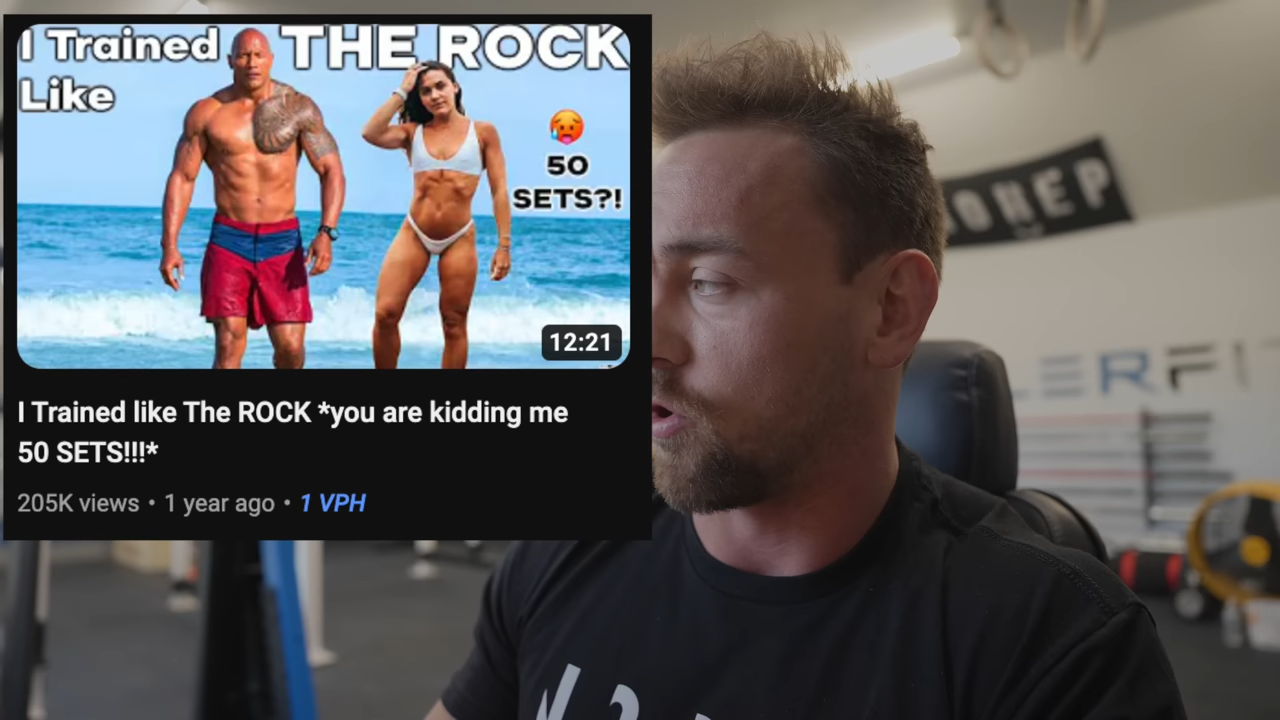 I Trained THE ROCK
Like
50
SETS?!
12:21
I Trained like The ROCK *you are kidding me
50 SETS!!!*
205K views • 1 year ago • 1 VPH